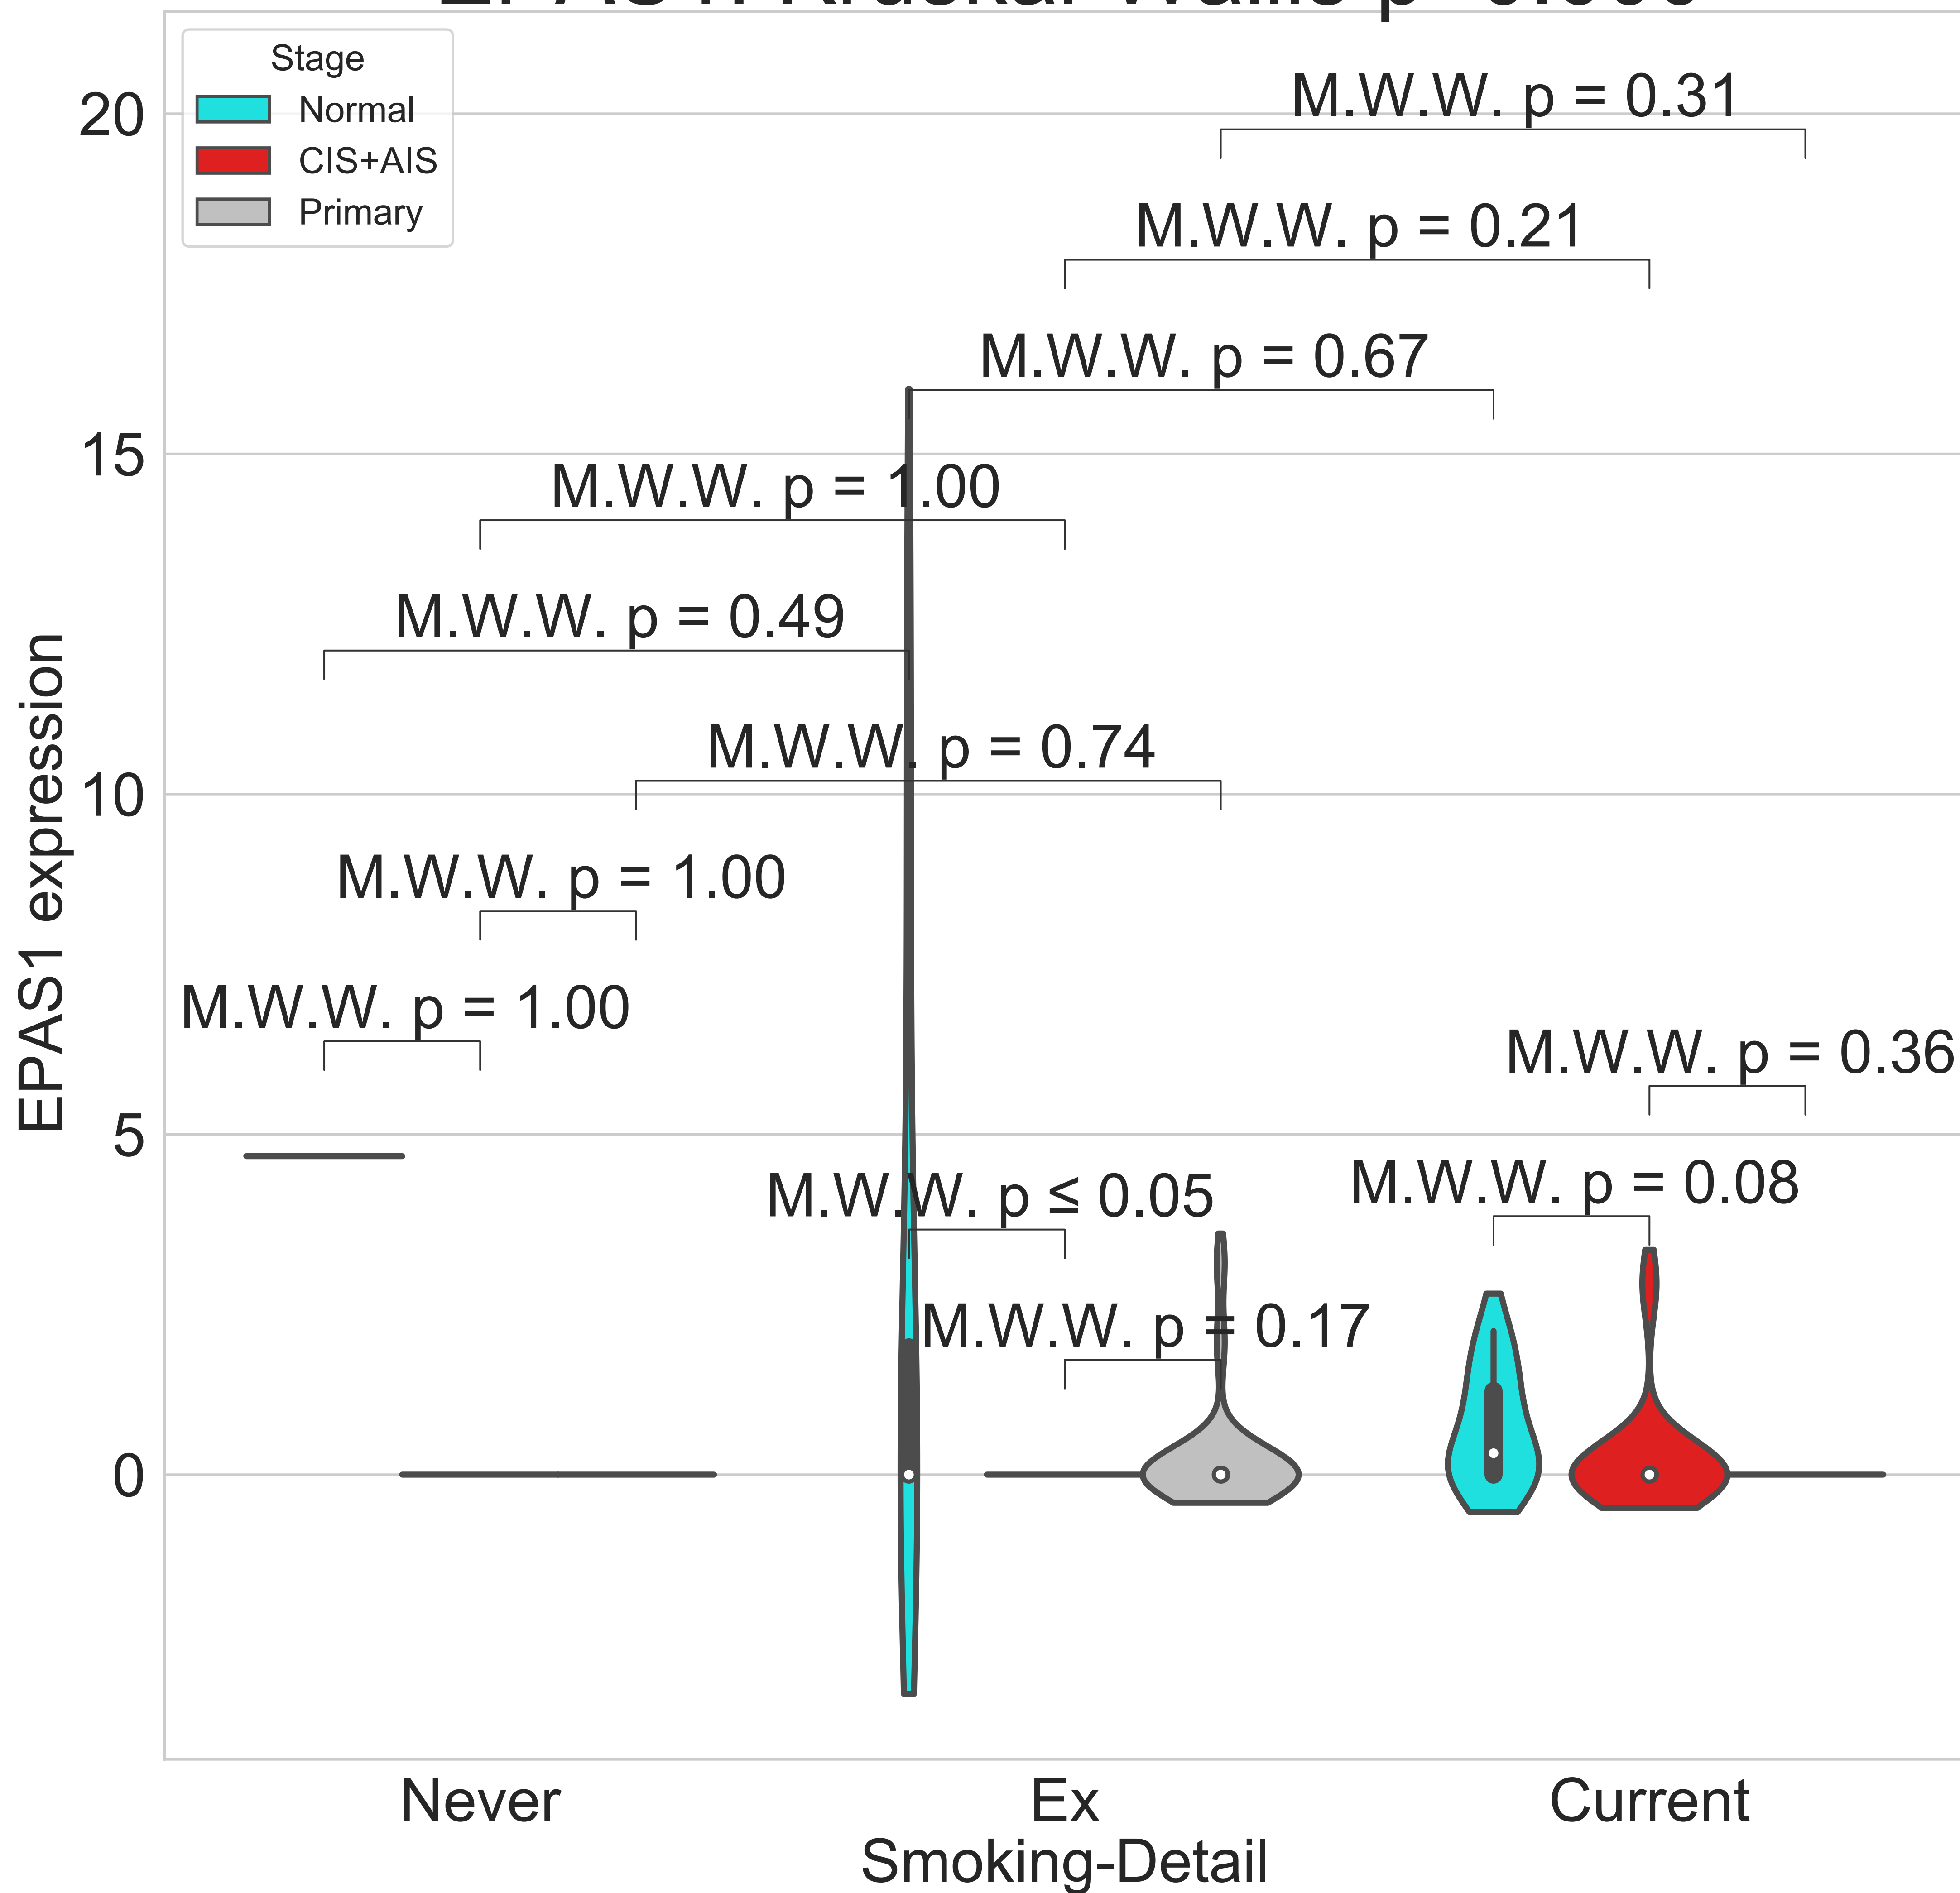 Stage
Normal
CIS+AIS
Primary
20
15
10
5
0
EPAS1 expression
M.W.W. p = 0.31
M.W.W. p = 0.21
M.W.W. p = 0.67
M.W.W. p = 1.00
M.W.W. p = 0.49
M.W.W. p = 0.74
M.W.W. p = 1.00
M.W.W. p = 1.00
M.W.W. p = 0.36
M.W.W. p = 0.08
M.W.W. p ≤ 0.05
M.W.W. p = 0.17
Never
Ex
Current
Smoking-Detail